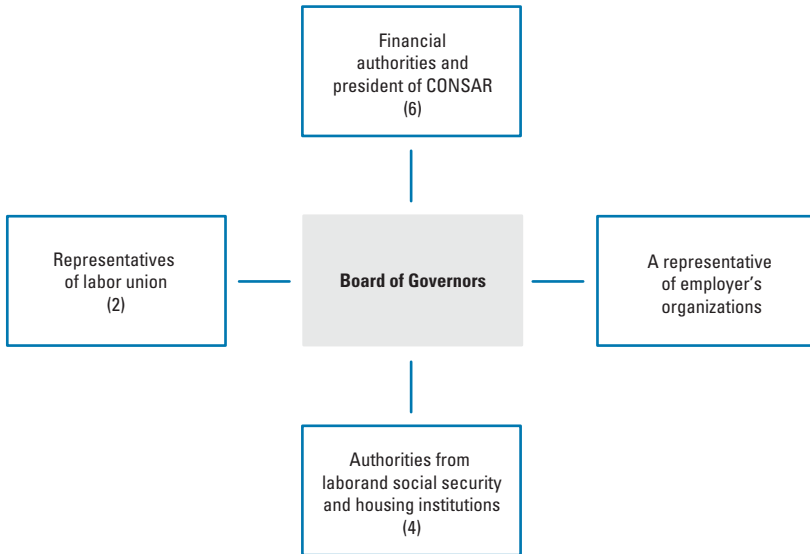 Financial
authorities and
president of CONSAR
(6)
Representatives
of labor union
(2)
Board of Governors
A representative
of employer's
organizations
Authorities from
laborand social security
and housing institutions
(4)